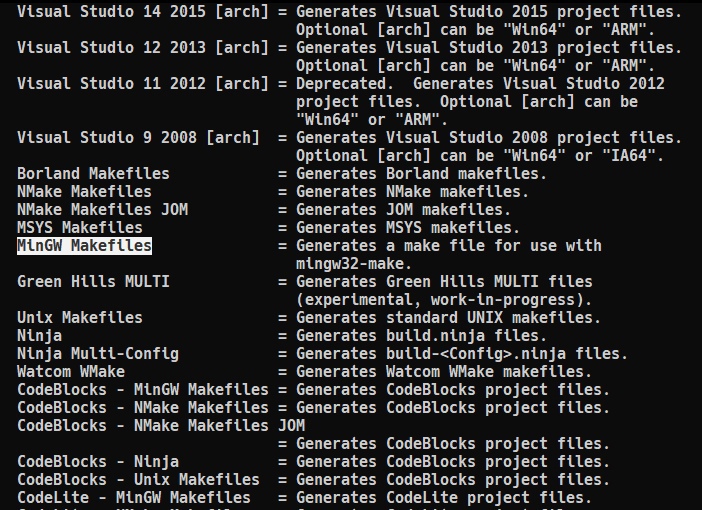 Visual Studio 14 2015 [arch] = Generates Visual Studio 2015 project files.
Optional [arch] can be "Win64" or "ARM".
Visual Studio 12 2013 [arch] = Generates Visual Studio 2013 project files.
Optional [arch] can be "Win64" or "ARM".
Visual Studio 11 2012 [arch] = Deprecated.  Generates Visual Studio 2012
project files.  Optional [arch] can be
"Win64" or "ARM".
Visual Studio 9 2008 [arch]  = Generates Visual Studio 2008 project files.
Optional [arch] can be "Win64" or "IA64".
Borland Makefiles            = Generates Borland makefiles.
NMake Makefiles              = Generates NMake makefiles.
NMake Makefiles JOM          = Generates JOM makefiles.
MSYS Makefiles               = Generates MSYS makefiles.
MinGW Makefiles              = Generates a make file for use with
mingw32-make.
Green Hills MULTI            = Generates Green Hills MULTI files
(experimental, work-in-progress).
Unix Makefiles               = Generates standard UNIX makefiles.
Ninja                        = Generates build.ninja files.
Ninja Multi-Config           = Generates build-<Config>.ninja files.
Watcom WMake                 = Generates Watcom WMake makefiles.
CodeBlocks - MinGW Makefiles = Generates CodeBlocks project files.
CodeBlocks - NMake Makefiles = Generates CodeBlocks project files.
CodeBlocks - NMake Makefiles JOM
= Generates CodeBlocks project files.
CodeBlocks - Ninja           = Generates CodeBlocks project files.
CodeBlocks - Unix Makefiles  = Generates CodeBlocks project files.
CodeLite - MinGW Makefiles   = Generates CodeLite project files.